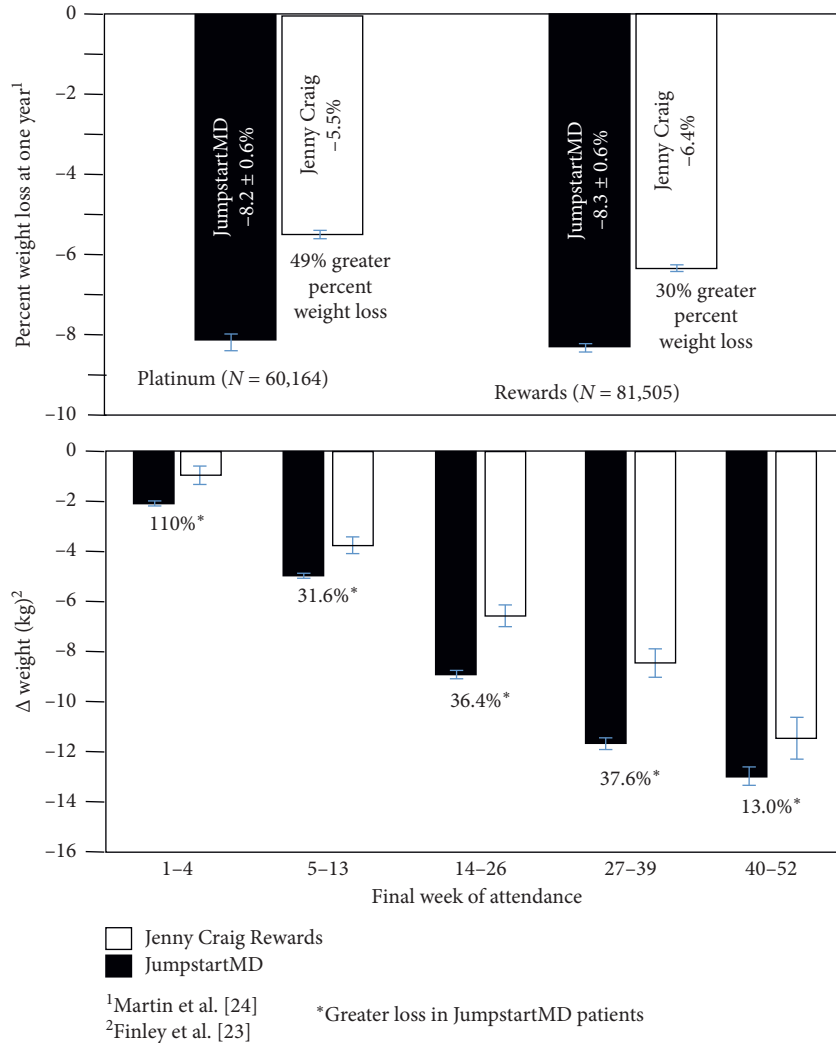 Percent weight loss at one year¹
0
−2
−4
−6
−8
−10
JumpstartMD
−8.2 ± 0.6%
Jenny Craig
−5.5%
49% greater
percent
weight loss
Platinum (N = 60,164)
JumpstartMD
−8.3 ± 0.6%
Jenny Craig
−6.4%
30% greater
percent
weight loss
Rewards (N = 81,505)
Δ weight (kg)²
0
−2
−4
−6
−8
−10
−12
−14
−16
110%*
31.6%*
36.4%*
37.6%*
13.0%*
1–4 5–13 14–26 27–39 40–52
Final week of attendance
Jenny Craig Rewards
JumpstartMD
¹Martin et al. [24]
²Finley et al. [23]
*Greater loss in JumpstartMD patients